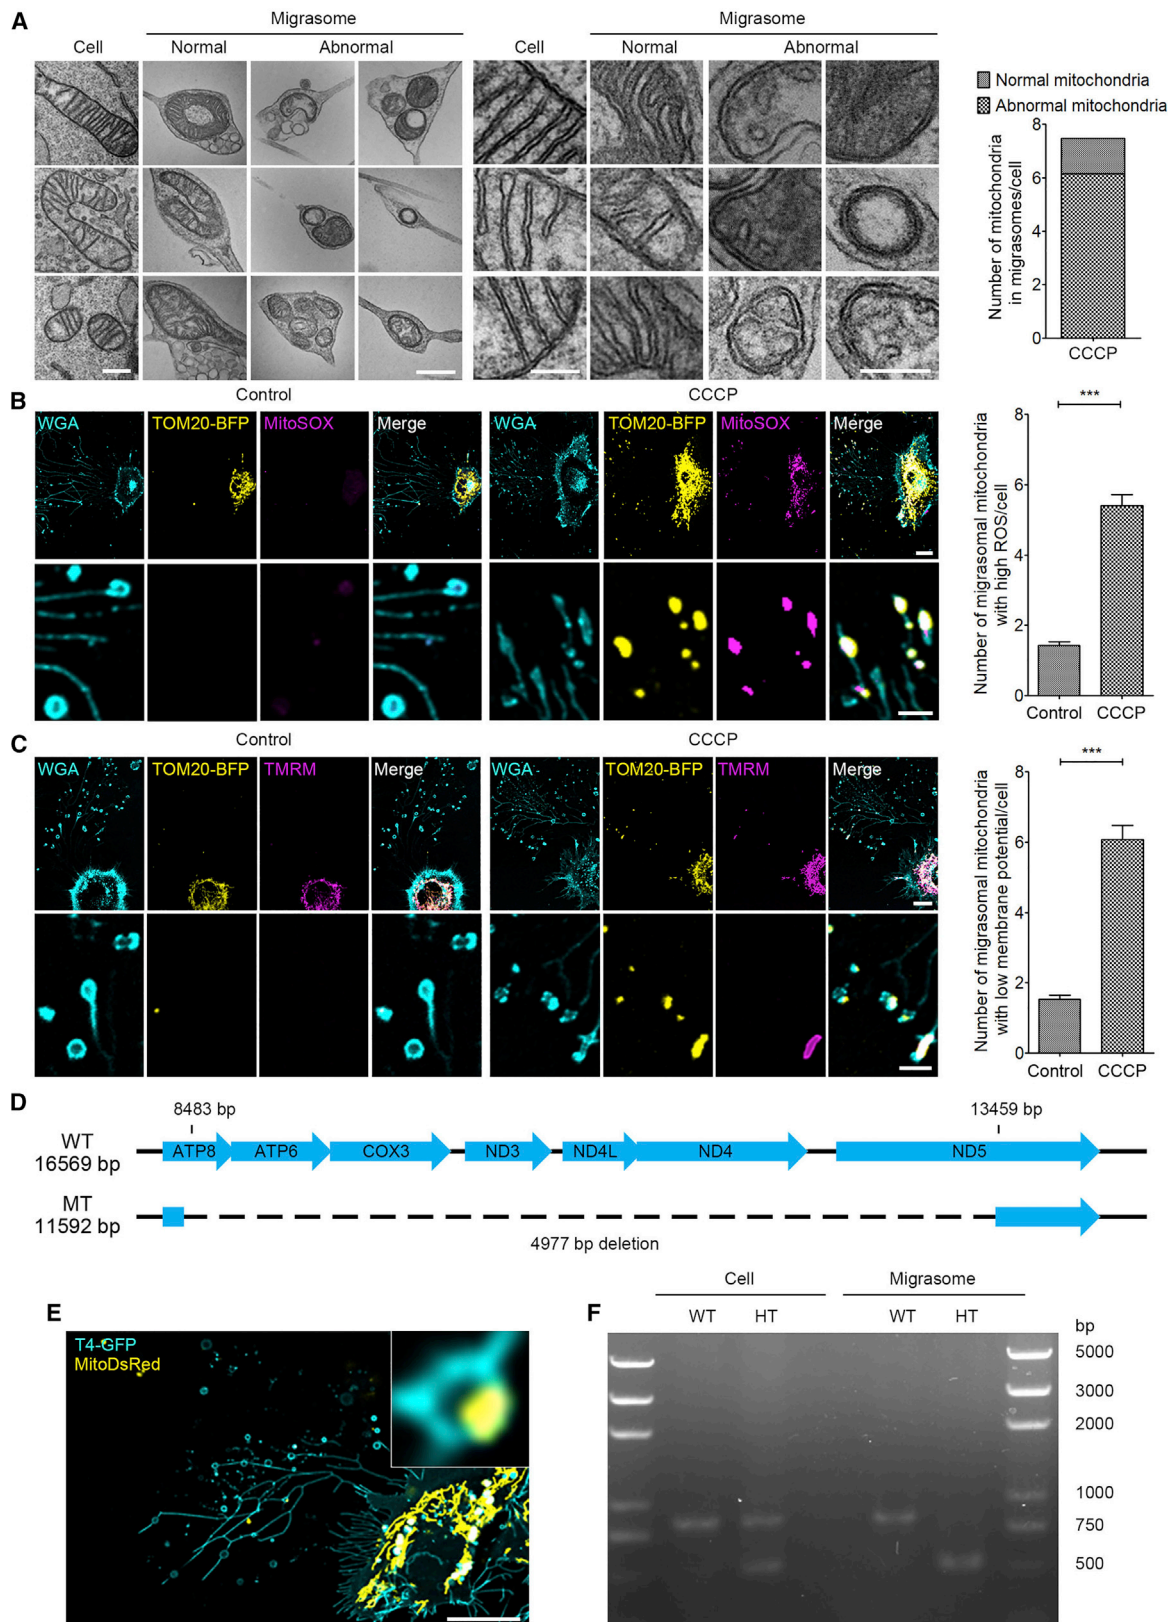 A
Migrasome
Migrasome
Cell
Normal
Abnormal
Cell
Normal
Abnormal
Normal mitochondria
Abnormal mitochondria
Number of mitochondria
in migrasomes/cell
8
6
4
2
0
CCCP
B
Control
CCCP
WGA
TOM20-BFP
MitoSOX
Merge
WGA
TOM20-BFP
MitoSOX
Merge
Number of migrasomal mitochondria
with high ROS/cell
***
8
6
4
2
0
Control
CCCP
C
Control
CCCP
WGA
TOM20-BFP
TMRM
Merge
WGA
TOM20-BFP
TMRM
Merge
Number of migrasomal mitochondria
with low membrane potential/cell
***
8
6
4
2
0
Control
CCCP
D
8483 bp
13459 bp
WT
16569 bp
ATP8
ATP6
COX3
ND3
ND4L
ND4
ND5
MT
11592 bp
4977 bp deletion
E
T4-GFP
MitoDsRed
F
Cell
Migrasome
WT
HT
WT
HT
bp
5000
3000
2000
1000
750
500